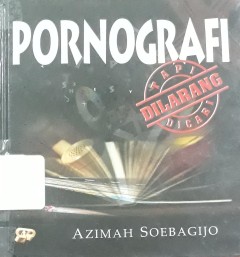 PORNOGRAFI
TAPI
DILARANG
DICARI
AZIMAH SOEBAGIJO